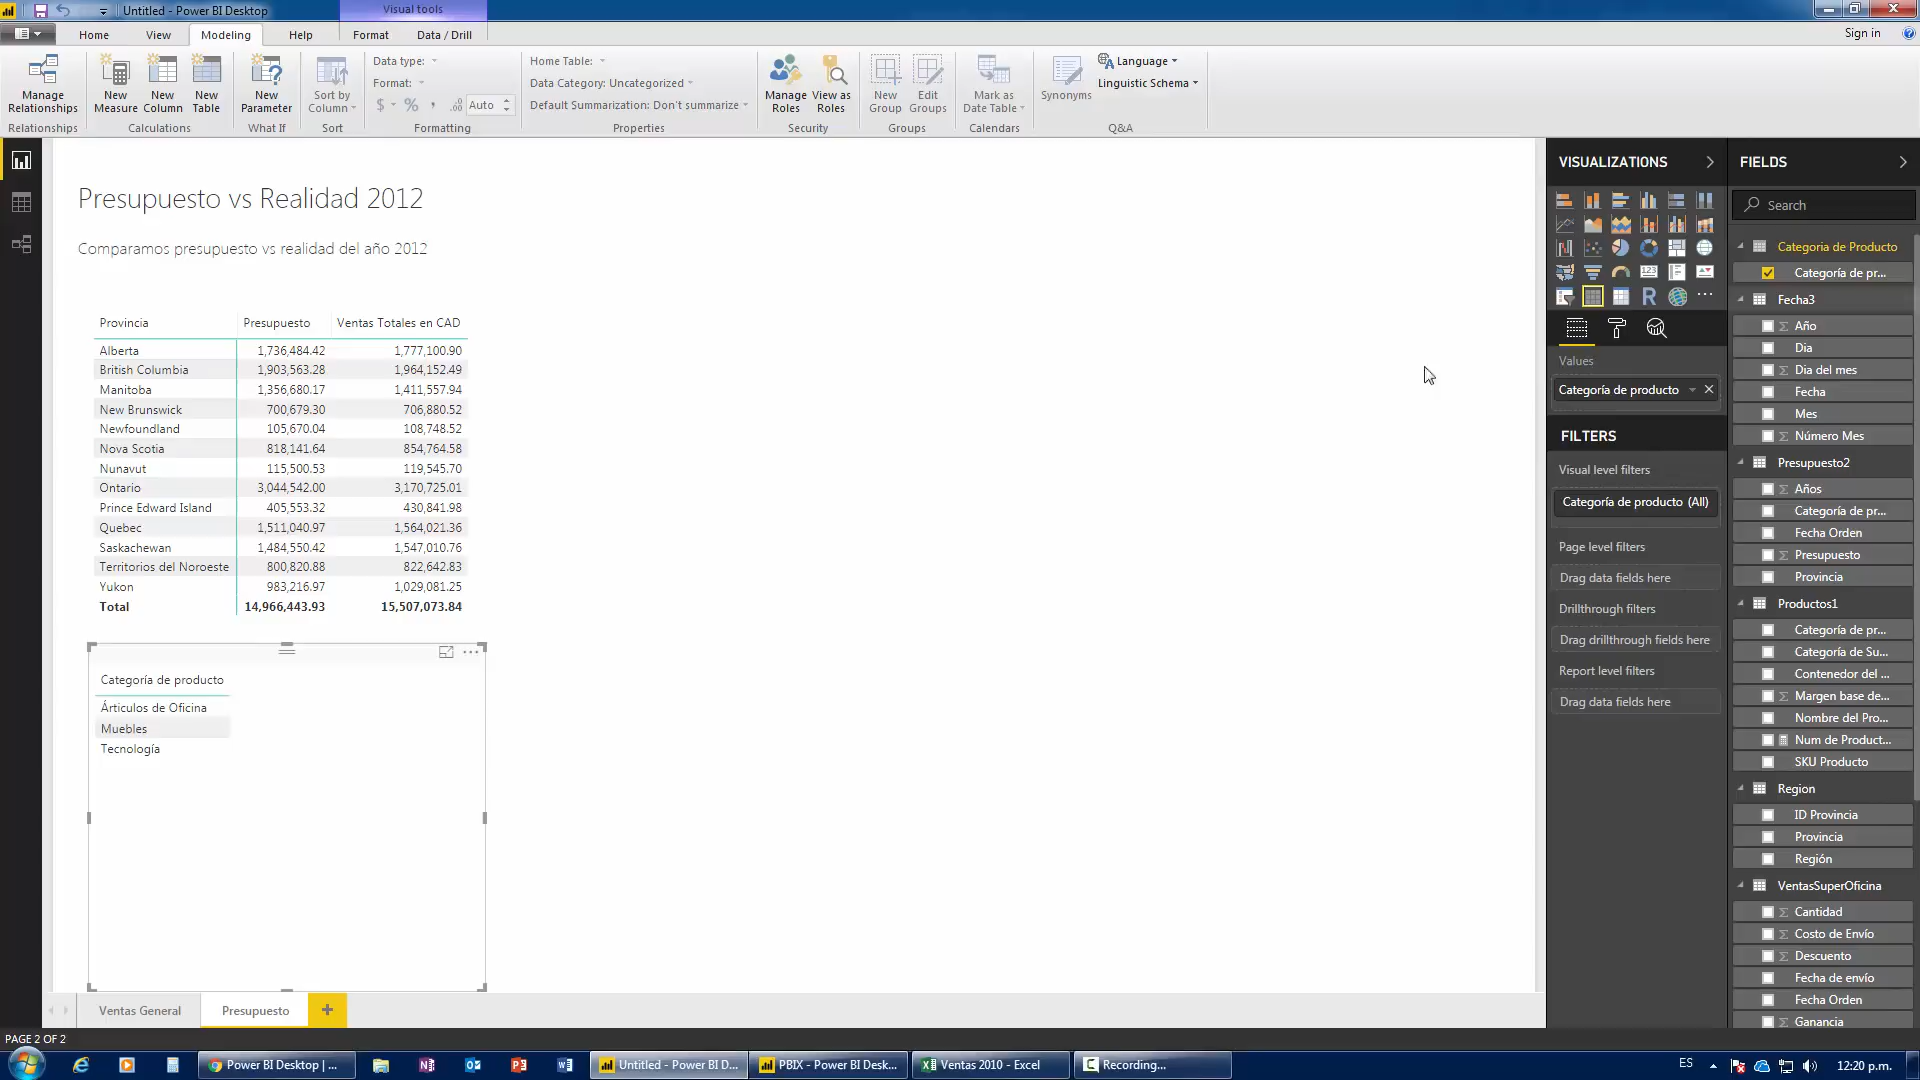 Untitled - Power BI Desktop
Visual tools
Home
View
Modeling
Help
Format
Data / Drill
Sign in
Manage Relationships
New Measure
New Column
New Table
New Parameter
Sort by Column
Data type:
Format:
$ % , Auto
Home Table:
Data Category: Uncategorized
Default Summarization: Don't summarize
Manage Roles
View as Roles
New Group
Edit Groups
Mark as Date Table
Synonyms
Language
Linguistic Schema
Relationships
Calculations
What If
Sort
Formatting
Properties
Security
Groups
Calendars
Q&A
Presupuesto vs Realidad 2012
Comparamos presupuesto vs realidad del año 2012
Provincia Presupuesto Ventas Totales en CAD
Alberta 1,736,484.42 1,777,100.90
British Columbia 1,903,563.28 1,964,152.49
Manitoba 1,356,680.17 1,411,557.94
New Brunswick 700,679.30 706,880.52
Newfoundland 105,670.04 108,748.52
Nova Scotia 818,141.64 854,764.58
Nunavut 115,500.53 119,545.70
Ontario 3,044,542.00 3,170,725.01
Prince Edward Island 405,553.32 430,841.98
Quebec 1,511,040.97 1,564,021.36
Saskachewan 1,484,550.42 1,547,010.76
Territorios del Noroeste 800,820.88 822,642.83
Yukon 983,216.97 1,029,081.25
Total 14,966,443.93 15,507,073.84
Categoría de producto
Árticulos de Oficina
Muebles
Tecnología
VISUALIZATIONS
Values
Categoría de producto
FILTERS
Visual level filters
Categoría de producto (All)
Page level filters
Drag data fields here
Drillthrough filters
Drag drillthrough fields here
Report level filters
Drag data fields here
FIELDS
Search
Categoria de Producto
Categoría de pr...
Fecha3
Año
Dia
Dia del mes
Fecha
Mes
Número Mes
Presupuesto2
Años
Categoría de pr...
Fecha Orden
Presupuesto
Provincia
Productos1
Categoría de pr...
Categoría de Su...
Contenedor del ...
Margen base de...
Nombre del Pro...
Num de Product...
SKU Producto
Region
ID Provincia
Provincia
Región
VentasSuperOficina
Cantidad
Costo de Envío
Descuento
Fecha de envío
Fecha Orden
Ganancia
Ventas General
Presupuesto
PAGE 2 OF 2
Power BI Desktop | ...
Untitled - Power BI D...
PBIX - Power BI Desk...
Ventas 2010 - Excel
Recording...
ES
12:20 p.m.